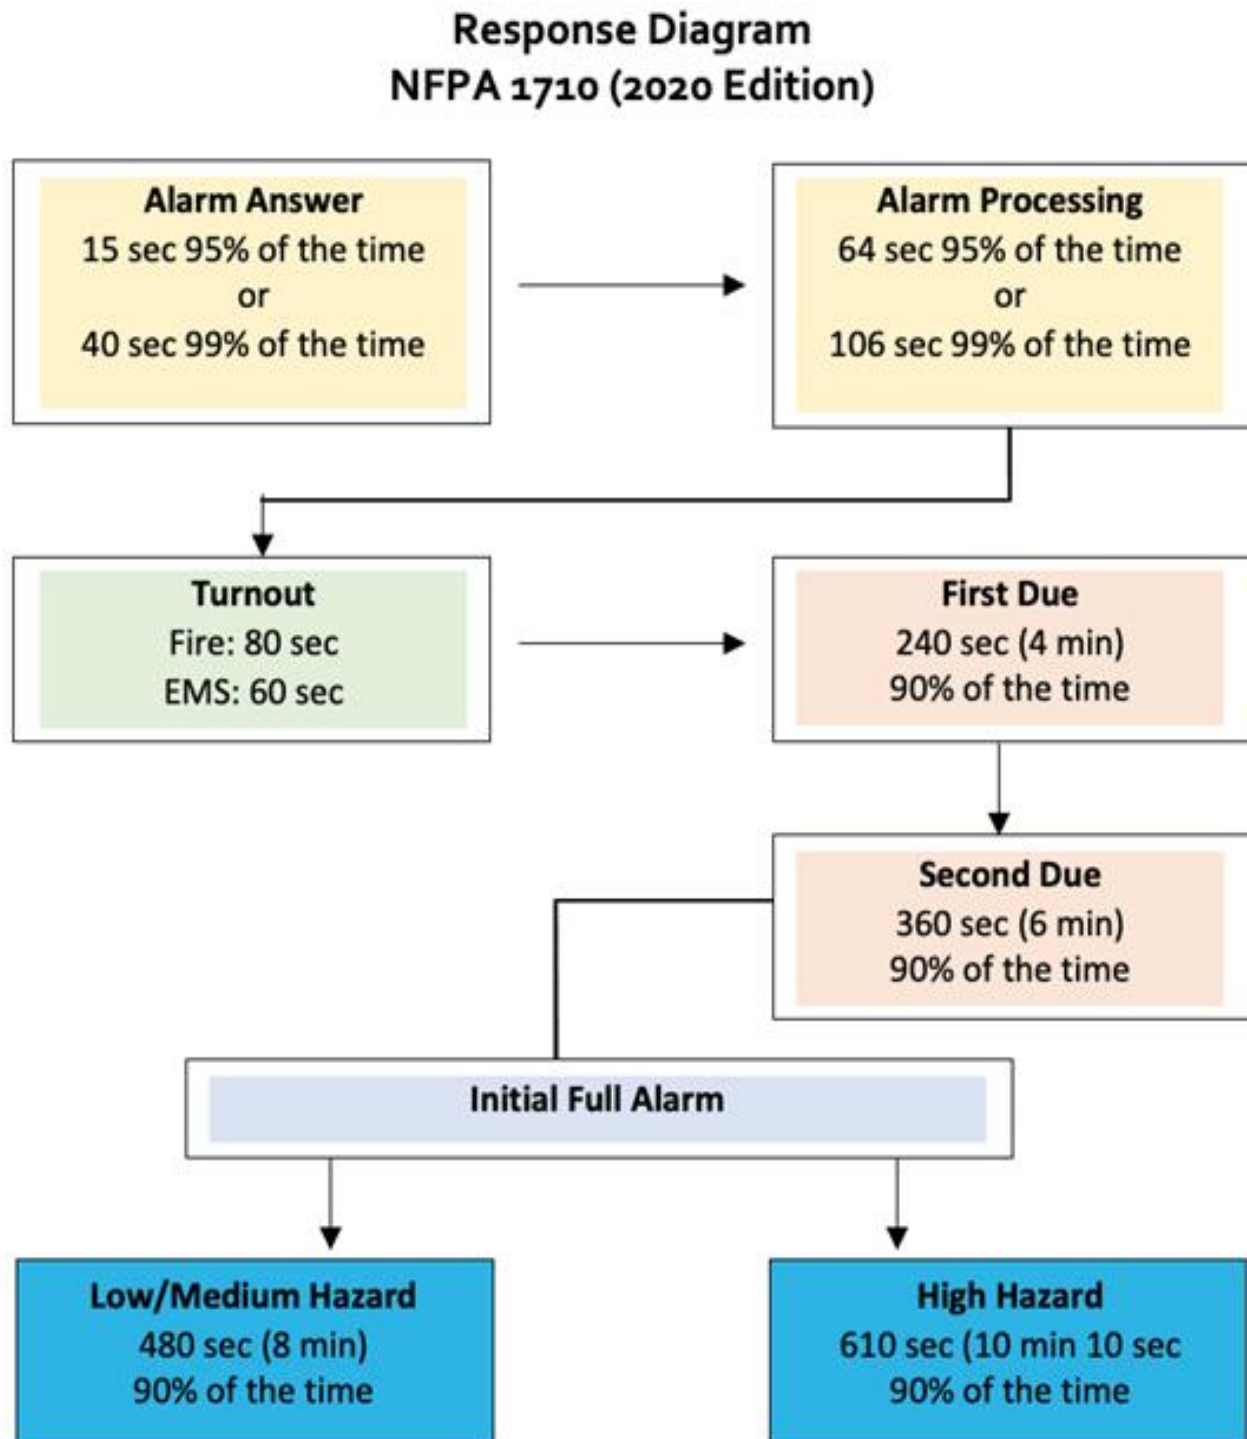 Response Diagram
NFPA 1710 (2020 Edition)
Alarm Answer
15 sec 95% of the time
or
40 sec 99% of the time
Alarm Processing
64 sec 95% of the time
or
106 sec 99% of the time
Turnout
Fire: 80 sec
EMS: 60 sec
First Due
240 sec (4 min)
90% of the time
Second Due
360 sec (6 min)
90% of the time
Initial Full Alarm
Low/Medium Hazard
480 sec (8 min)
90% of the time
High Hazard
610 sec (10 min 10 sec
90% of the time